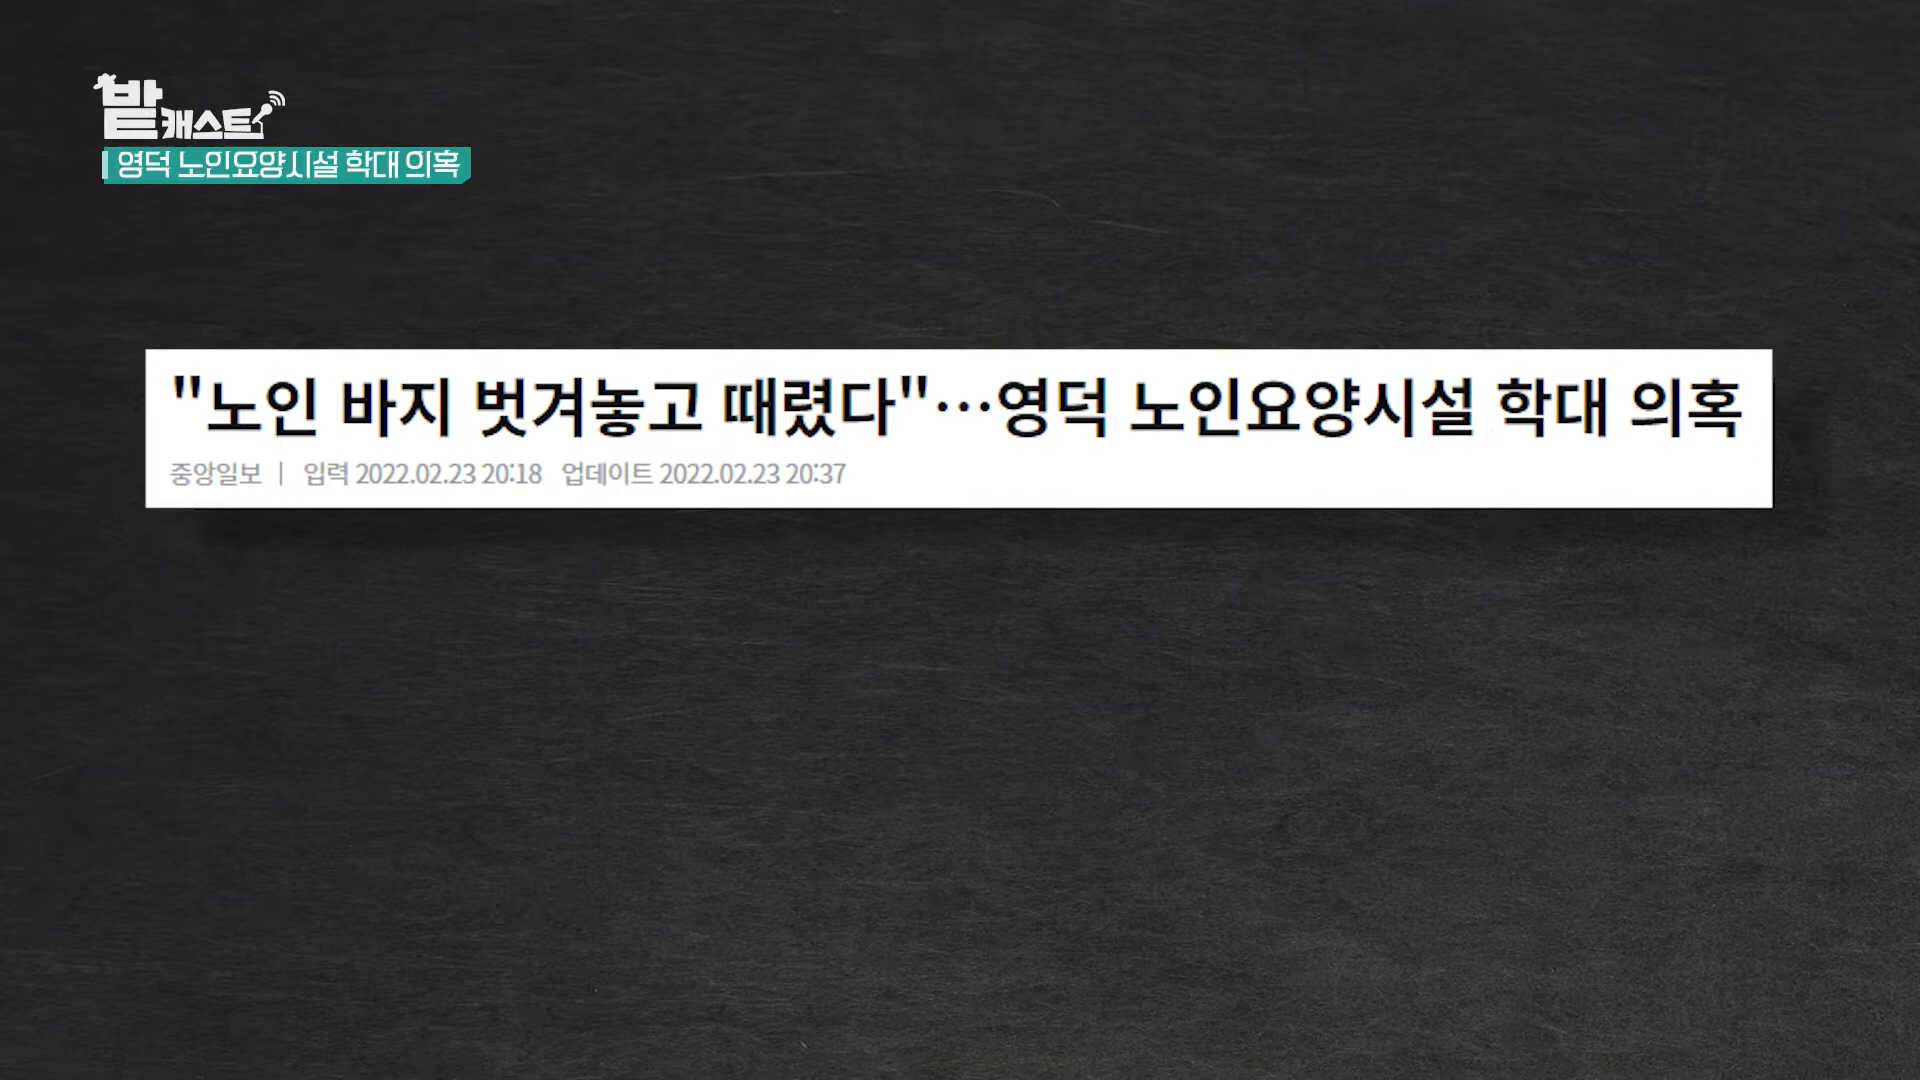 밭캐스트
영덕 노인요양시설 학대 의혹
"노인 바지 벗겨놓고 때렸다"…영덕 노인요양시설 학대 의혹
중앙일보 | 입력 2022.02.23 20:18 업데이트 2022.02.23 20:37